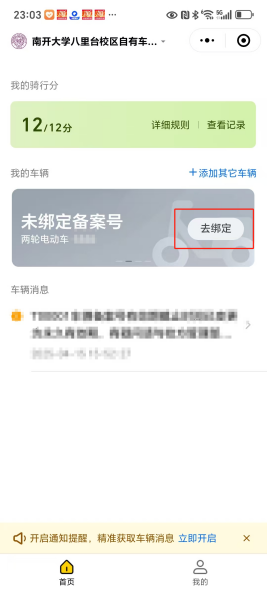 23:03
南开大学八里台校区自有车...
我的骑行分
12/12分 详细规则 查看记录
我的车辆 +添加其它车辆
未绑定备案号
两轮电动车
去绑定
车辆消息
开启通知提醒，精准获取车辆消息 立即开启
首页 我的